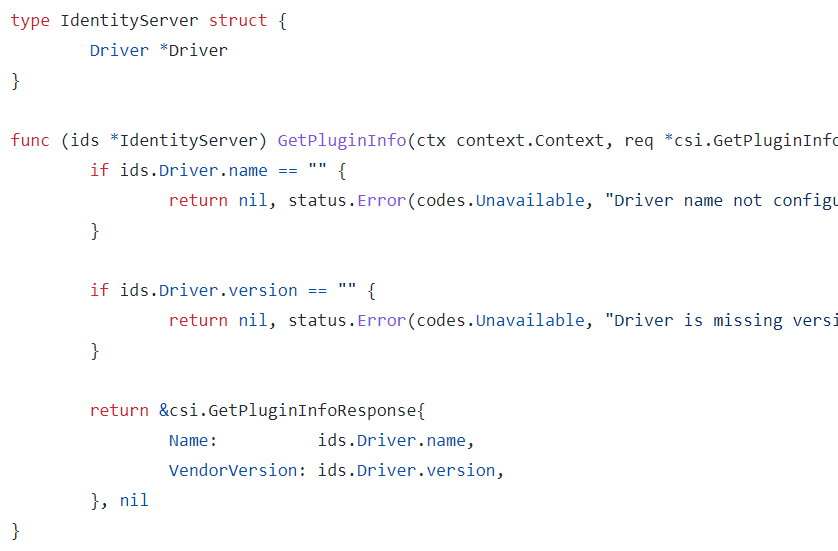 type IdentityServer struct {
        Driver *Driver
}

func (ids *IdentityServer) GetPluginInfo(ctx context.Context, req *csi.GetPluginInfo
        if ids.Driver.name == "" {
                return nil, status.Error(codes.Unavailable, "Driver name not
        }

        if ids.Driver.version == "" {
                return nil, status.Error(codes.Unavailable, "Driver is missing
        }

        return &csi.GetPluginInfoResponse{
                Name:          ids.Driver.name,
                VendorVersion: ids.Driver.version,
        }, nil
}